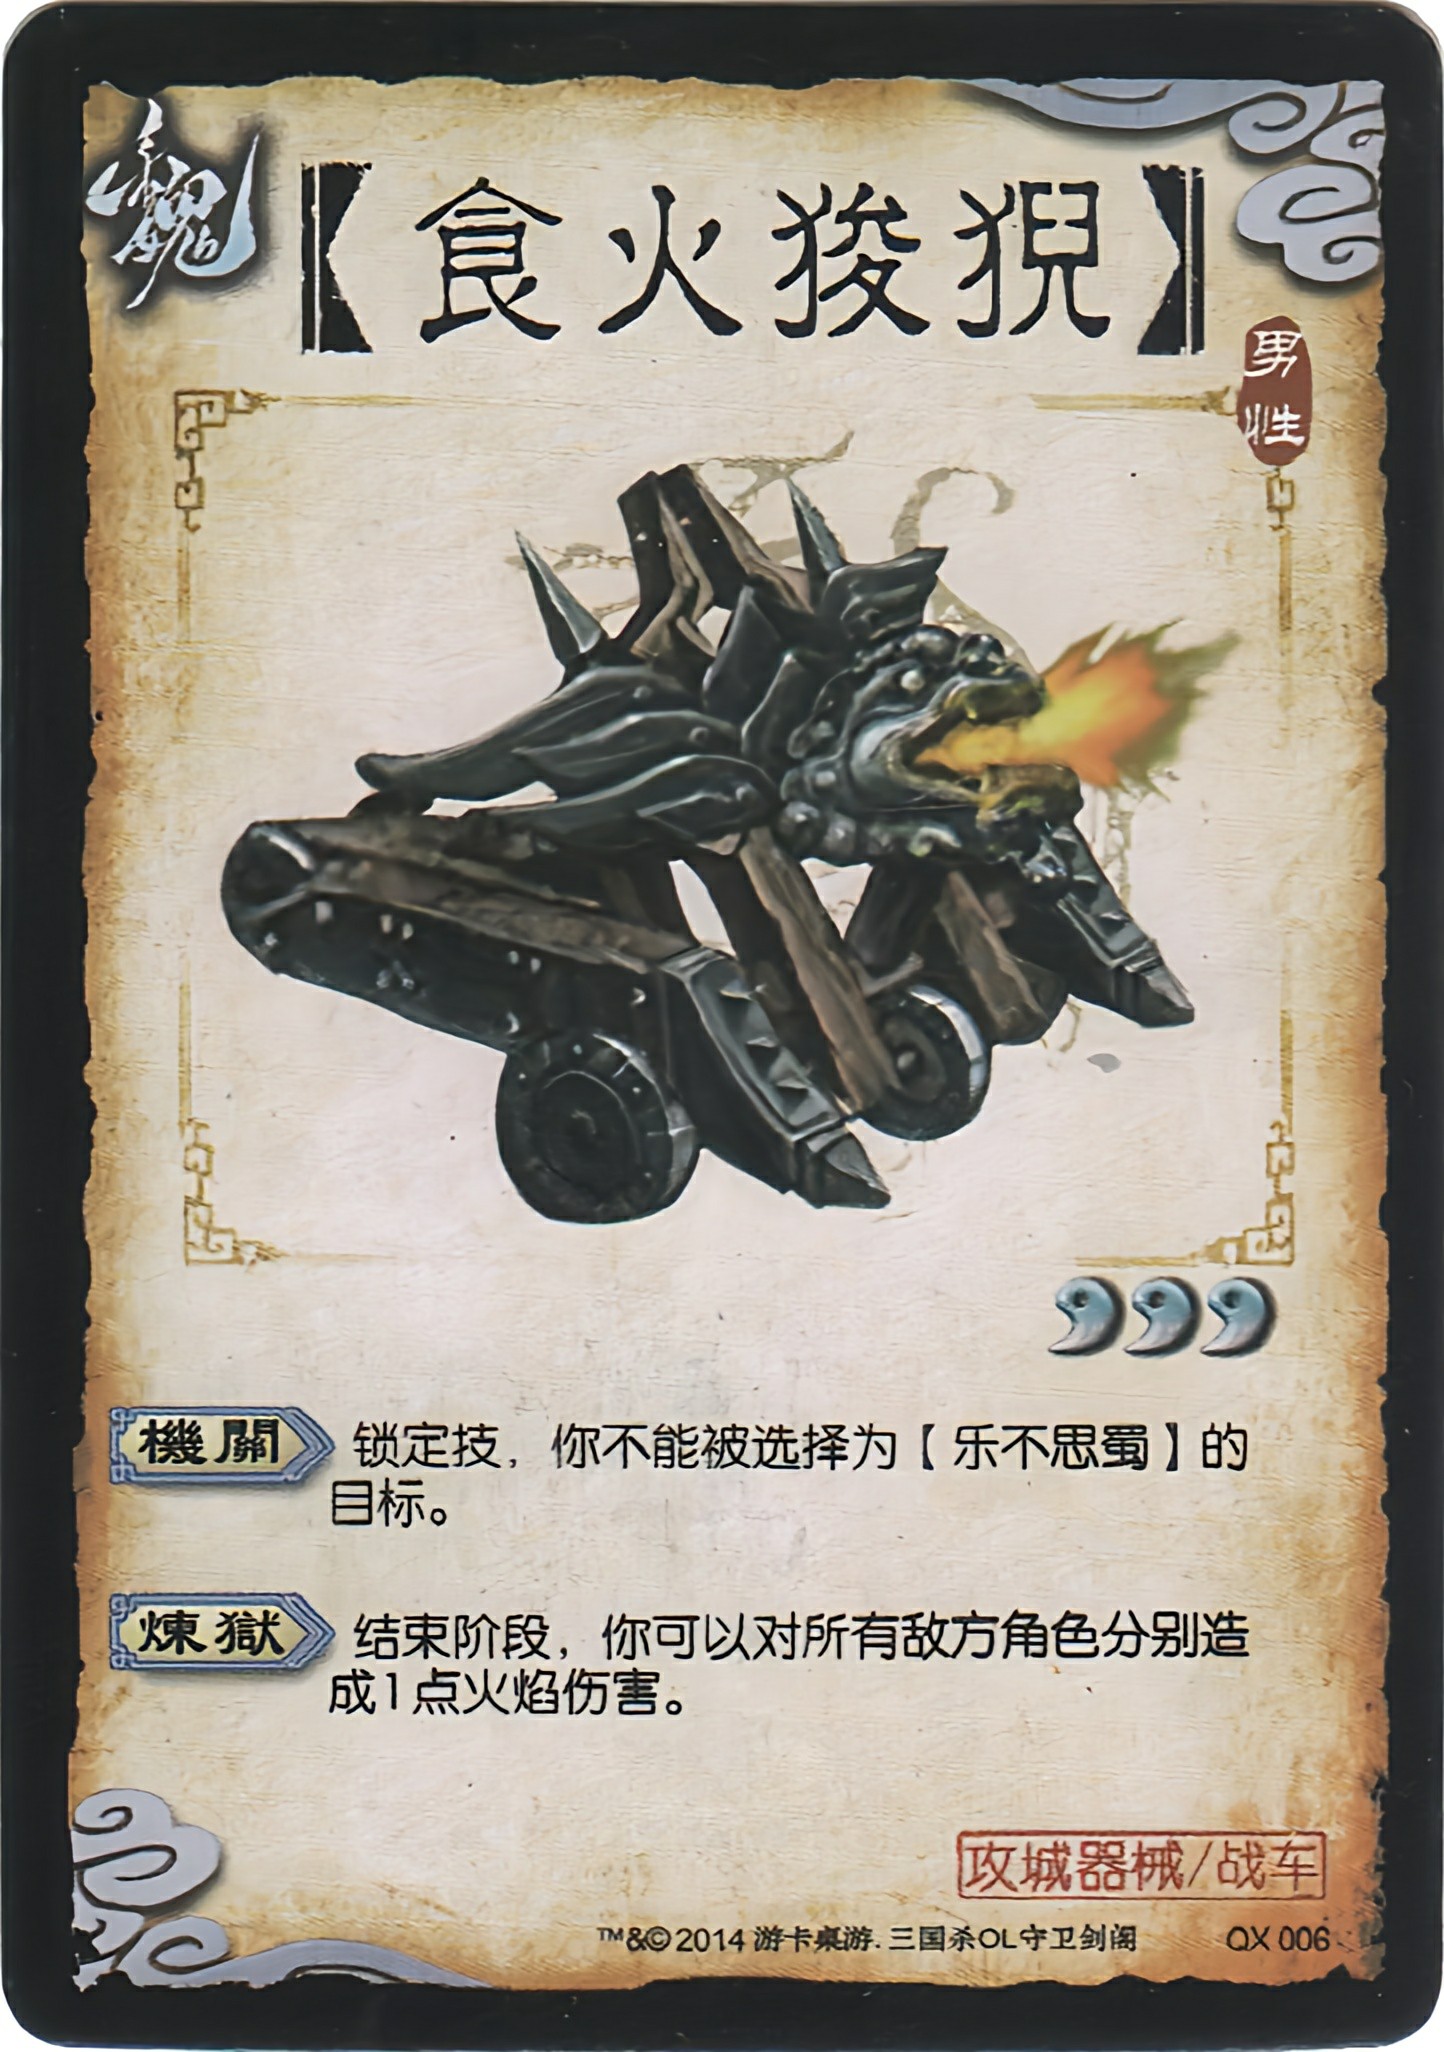 魏
【食火狻猊】
男性
機關 锁定技，你不能被选择为【乐不思蜀】的
目标。
煉獄 结束阶段，你可以对所有敌方角色分别造
成1点火焰伤害。
攻城器械/战车
™&© 2014 游卡桌游. 三国杀OL守卫剑阁 QX 006